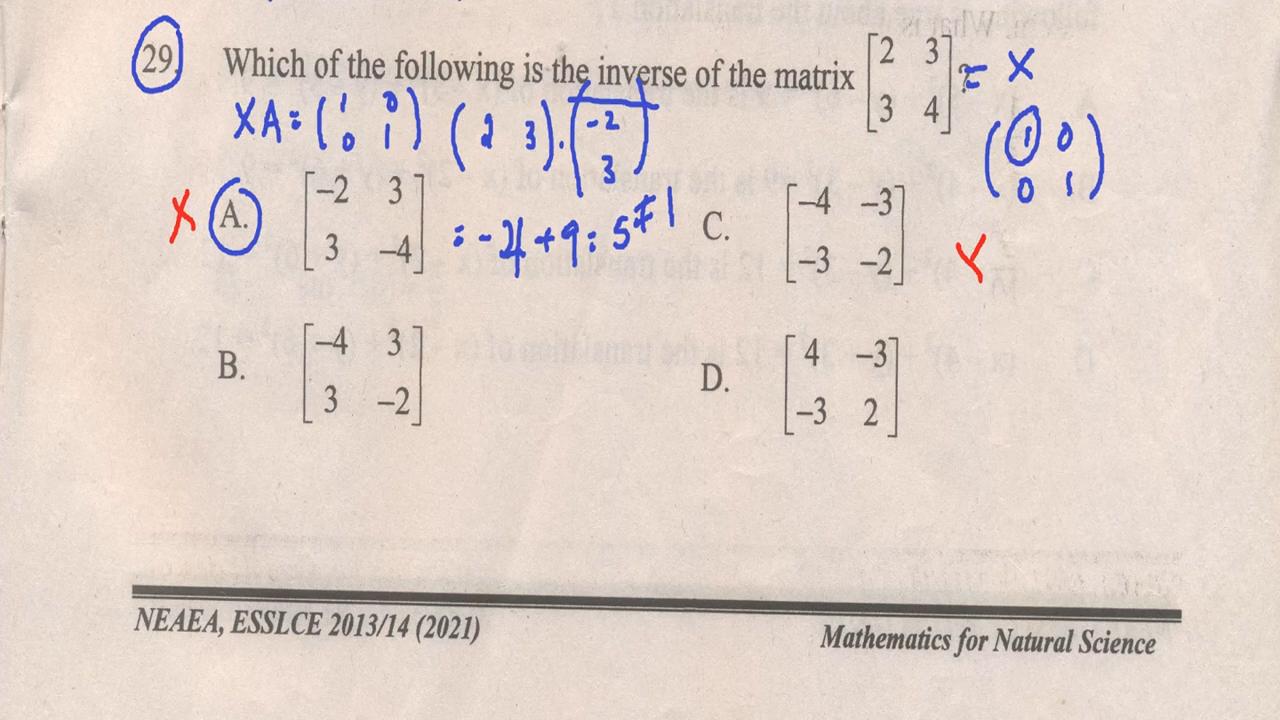 29. Which of the following is the inverse of the matrix [2 3; 3 4]? = X
XA = (1 0; 0 1) (2 3) · (-2; 3) (1 0; 0 1)
X A. [-2 3; 3 -4] = -4 + 9 = 5 ≠ 1
C. [-4 -3; -3 -2] X
B. [-4 3; 3 -2]
D. [4 -3; -3 2]
NEAEA, ESSLCE 2013/14 (2021)
Mathematics for Natural Science